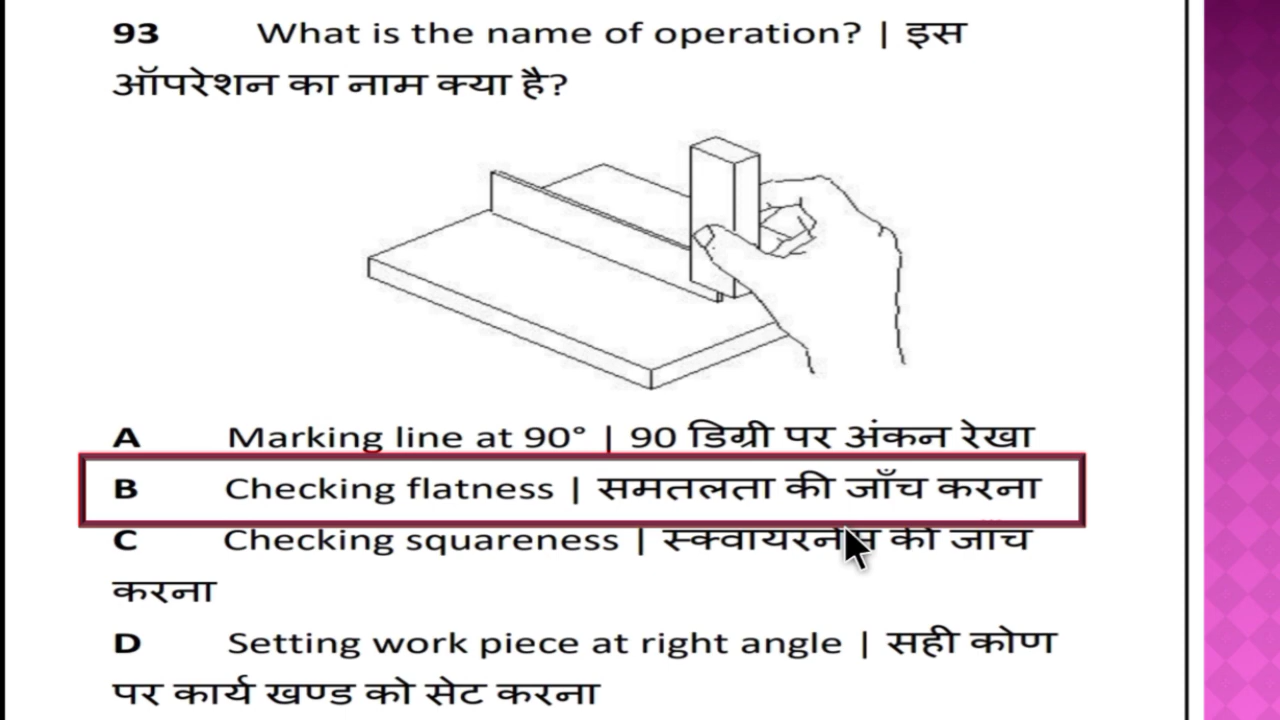 93 What is the name of operation? | इस
ऑपरेशन का नाम क्या है?
A Marking line at 90° | 90 डिग्री पर अंकन रेखा
B Checking flatness | समतलता की जाँच करना
C Checking squareness | स्क्वायरनेस की जाँच
करना
D Setting work piece at right angle | सही कोण
पर कार्य खण्ड को सेट करना